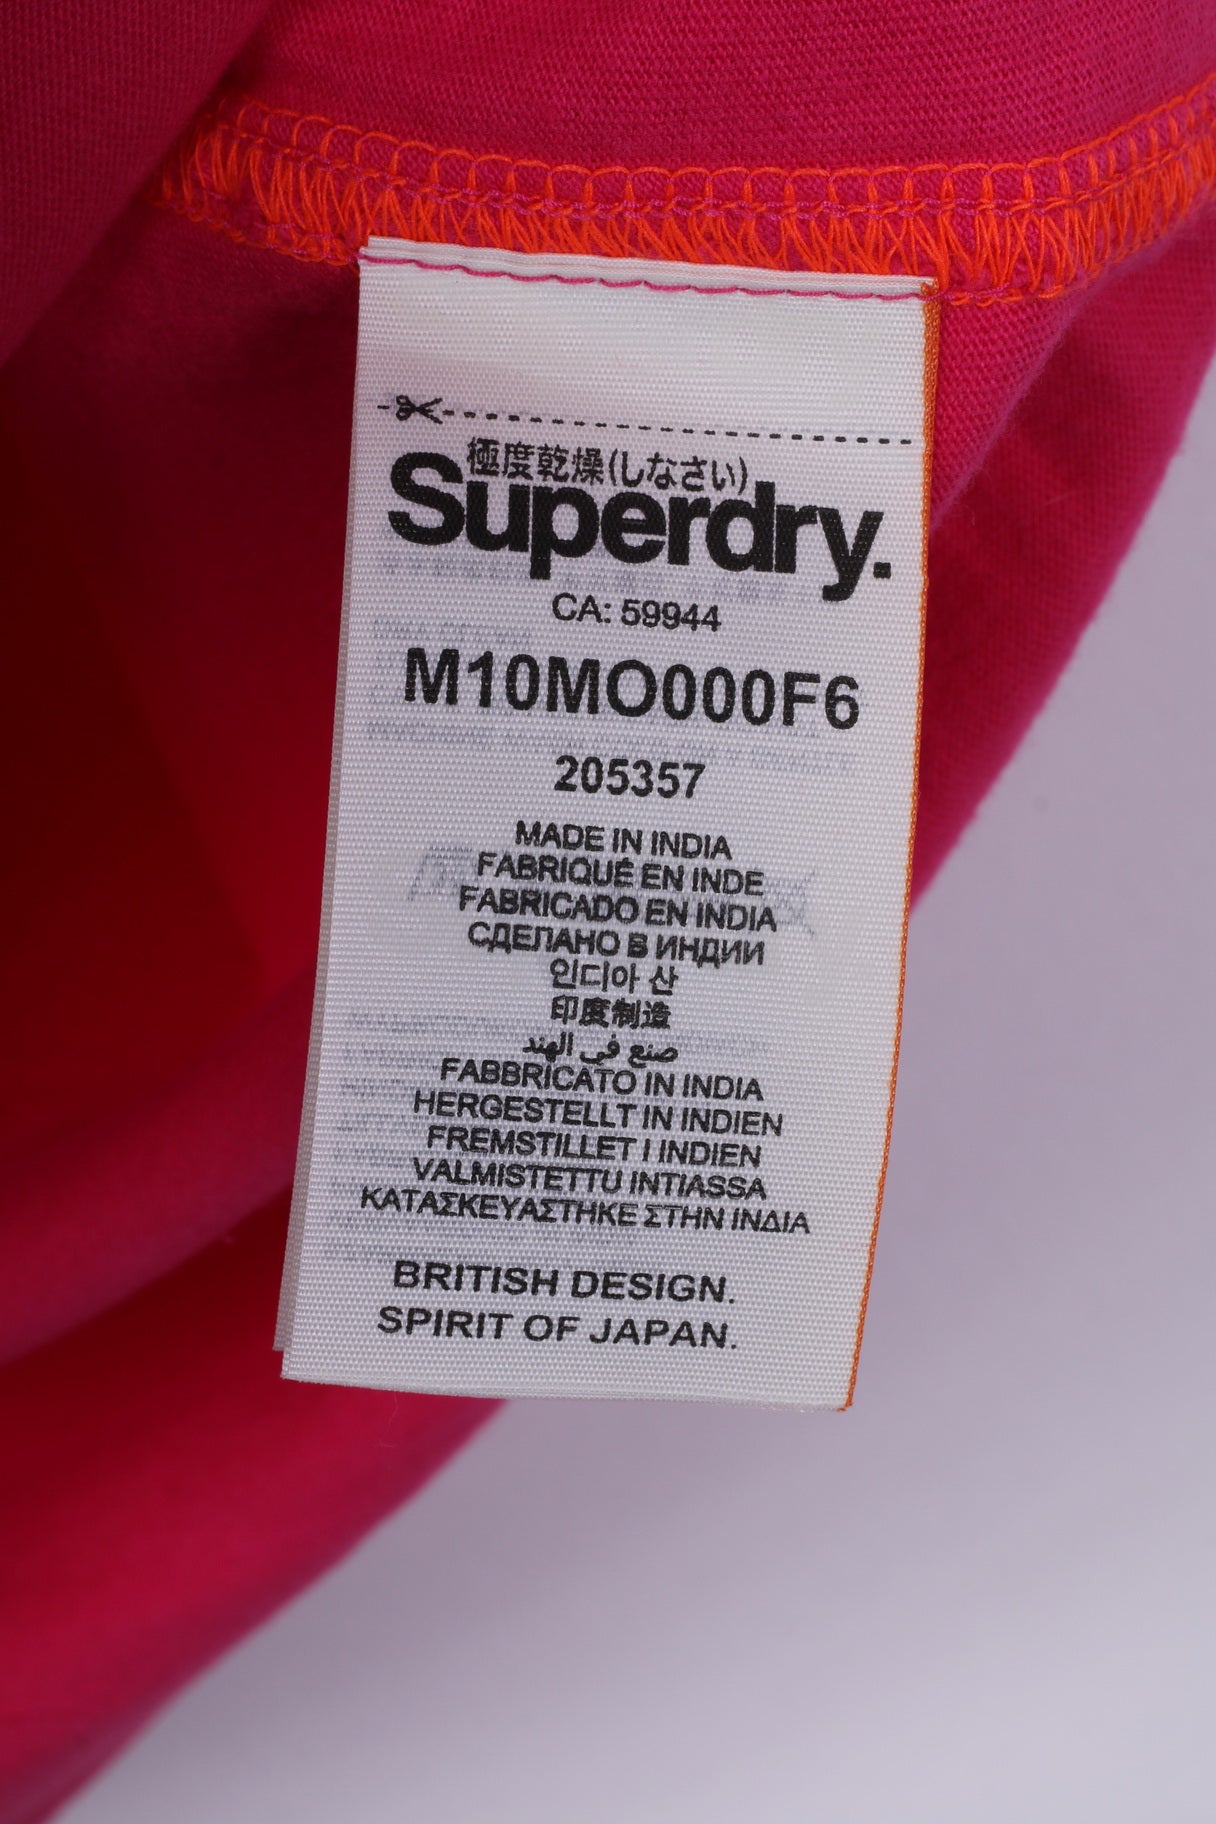 極度乾燥(しなさい)
Superdry.
CA: 59944
M10MO000F6
205357
MADE IN INDIA
FABRIQUÉ EN INDE
FABRICADO EN INDIA
СДЕЛАНО В ИНДИИ
인디아 산
印度制造
صنع في الهند
FABBRICATO IN INDIA
HERGESTELLT IN INDIEN
FREMSTILLET I INDIEN
VALMISTETTU INTIASSA
ΚΑΤΑΣΚΕΥΑΣΤΗΚΕ ΣΤΗΝ ΙΝΔΙΑ
BRITISH DESIGN.
SPIRIT OF JAPAN.